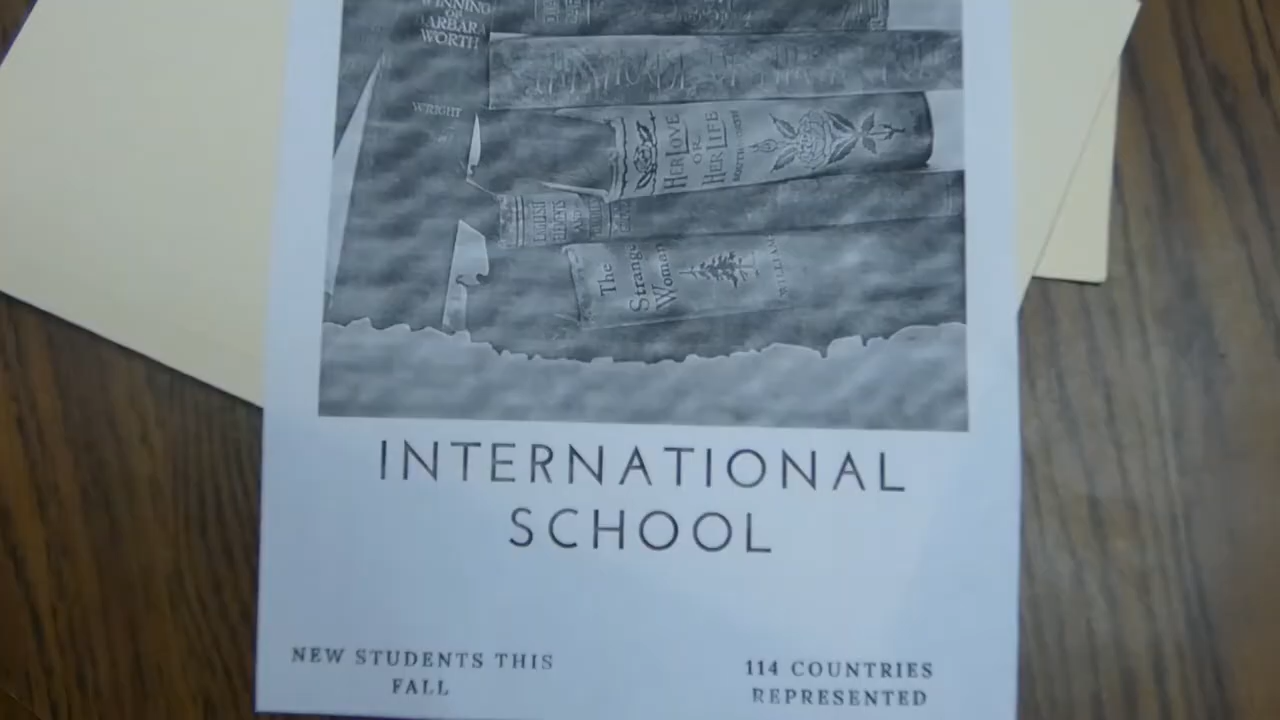 WINNING
OF
BARBARA
WORTH
WRIGHT
HER LOVE
OR
HER LIFE
The
Strange
Woman
WILLIAMS
INTERNATIONAL
SCHOOL
NEW STUDENTS THIS
FALL
114 COUNTRIES
REPRESENTED